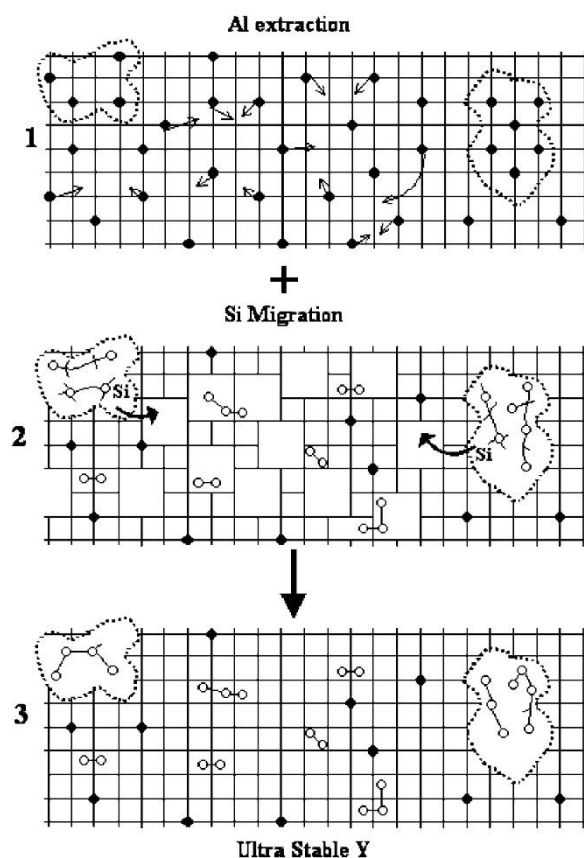 Al extraction
1
+
Si Migration
Si
2
Si
3
Ultra Stable Y